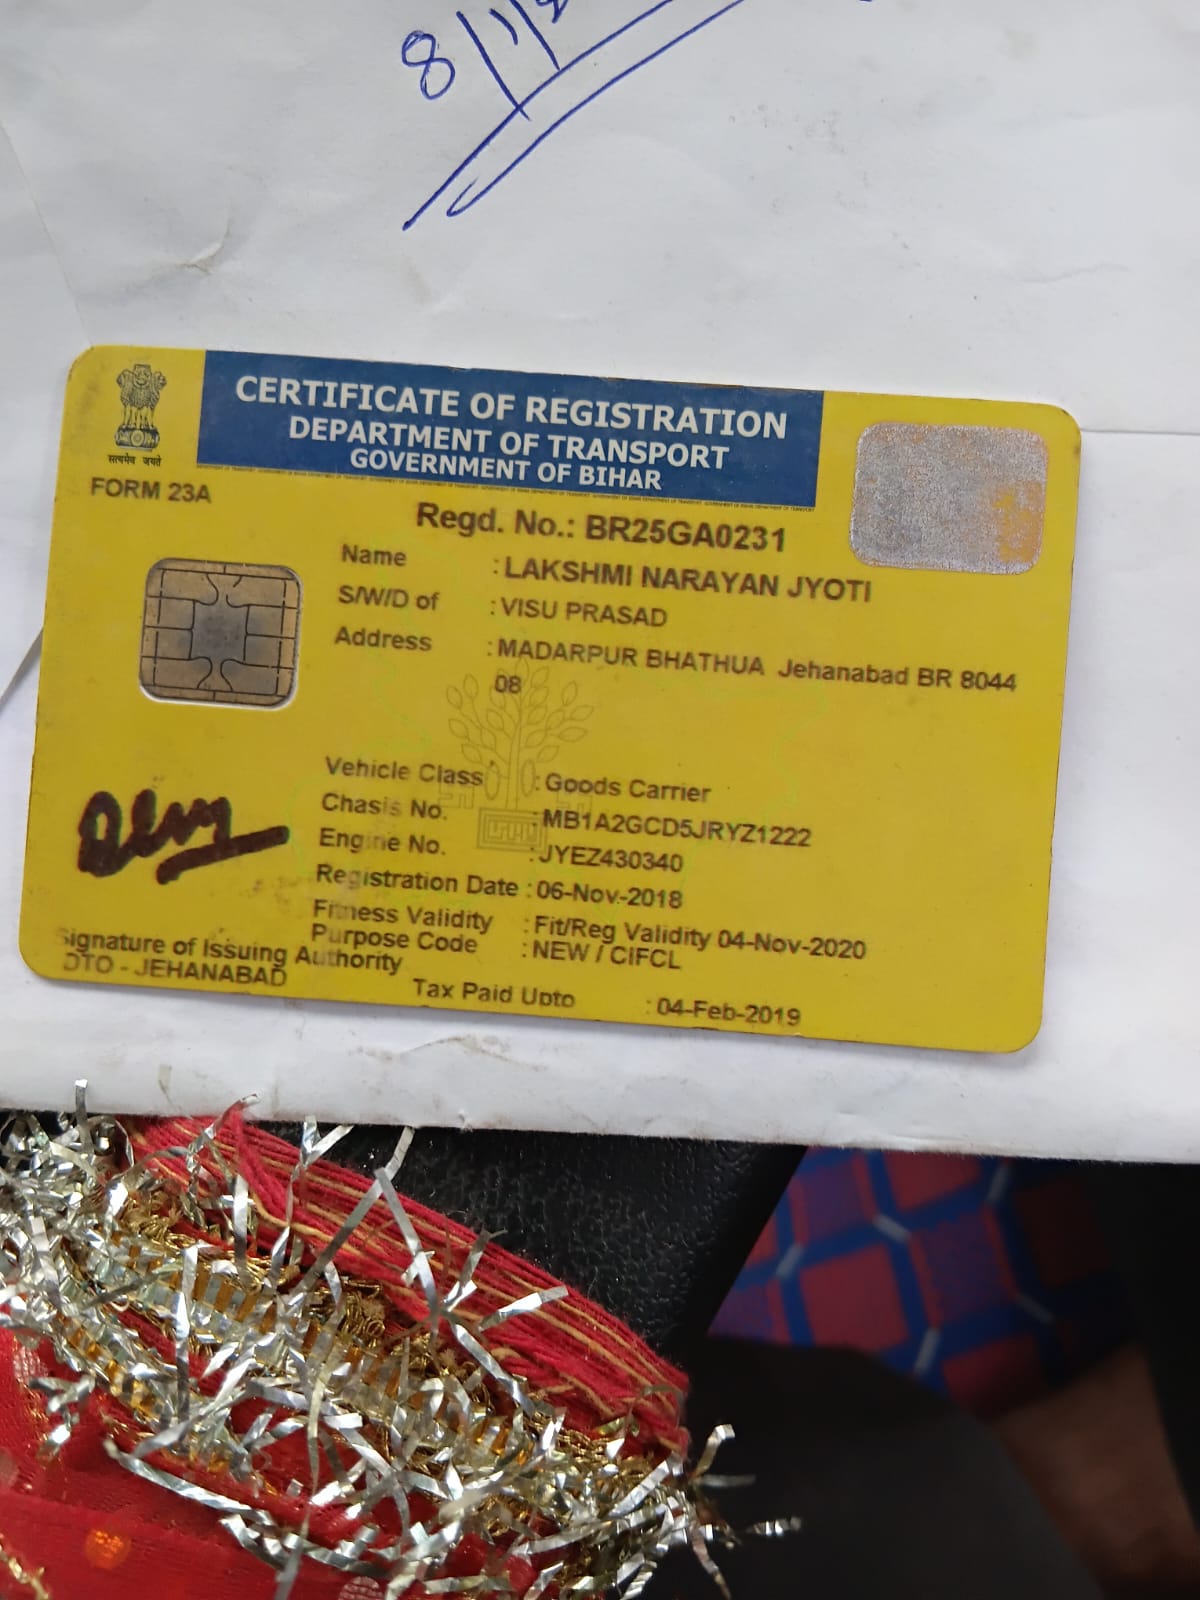 8/1/
CERTIFICATE OF REGISTRATION
DEPARTMENT OF TRANSPORT
GOVERNMENT OF BIHAR
सत्यमेव जयते
FORM 23A
Regd. No.: BR25GA0231
Name : LAKSHMI NARAYAN JYOTI
S/W/D of : VISU PRASAD
Address : MADARPUR BHATHUA Jehanabad BR 8044
08
Vehicle Class : Goods Carrier
Chasis No. : MB1A2GCD5JRYZ1222
Engine No. : JYEZ430340
Registration Date : 06-Nov-2018
Fitness Validity : Fit/Reg Validity 04-Nov-2020
Purpose Code : NEW / CIFCL
Signature of Issuing Authority
DTO - JEHANABAD
Tax Paid Upto : 04-Feb-2019